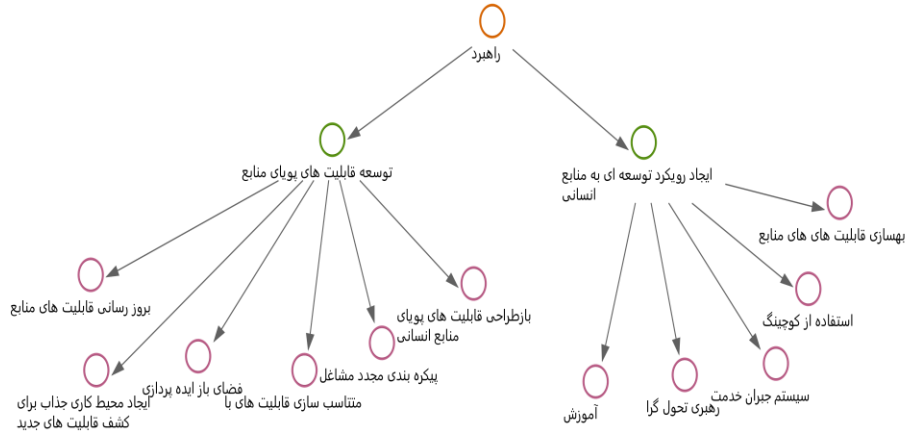 راهبرد
توسعه قابلیت های پویای منابع
ایجاد رویکرد توسعه ای به منابع
انسانی
بهسازی قابلیت های های منابع
بروز رسانی قابلیت های منابع
بازطراحی قابلیت های پویای
منابع انسانی
استفاده از کوچینگ
پیکره بندی مجدد مشاغل
فضای باز ایده پردازی
ایجاد محیط کاری جذاب برای
کشف قابلیت های جدید
متتاسب سازی قابلیت های با
سیستم جبران خدمت
رهبری تحول گرا
آموزش